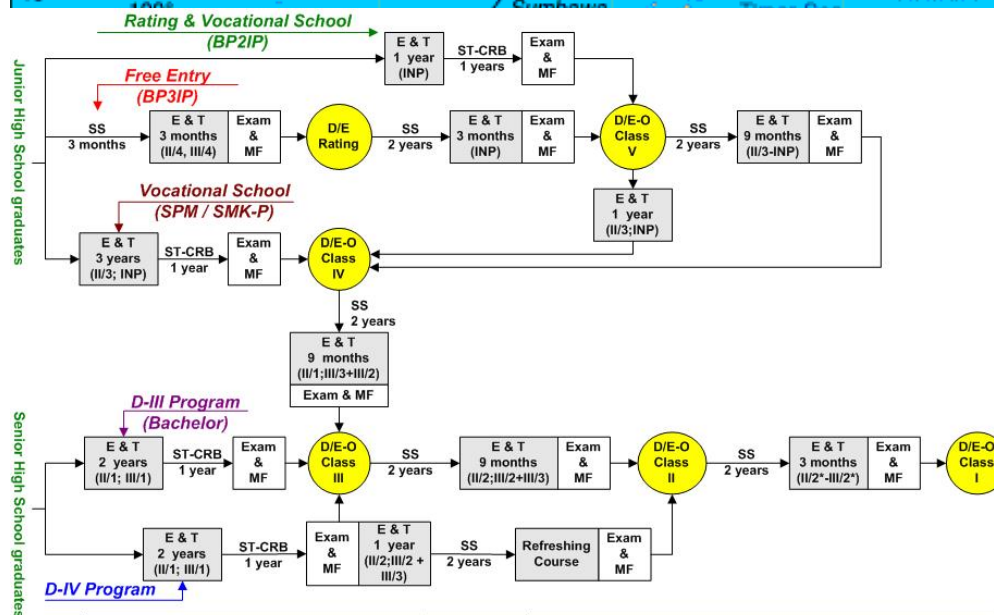 Rating & Vocational School
(BP2IP)
E & T
1 year
(INP)
ST-CRB
1 years
Exam
&
MF
Junior High School graduates
Free Entry
(BP3IP)
SS
3 months
E & T
3 months
(II/4, III/4)
Exam
&
MF
D/E
Rating
SS
2 years
E & T
3 months
(INP)
Exam
&
MF
D/E-O
Class
V
SS
2 years
E & T
9 months
(II/3-INP)
Exam
&
MF
E & T
1 year
(II/3;INP)
Vocational School
(SPM / SMK-P)
E & T
3 years
(II/3; INP)
ST-CRB
1 year
Exam
&
MF
D/E-O
Class
IV
SS
2 years
E & T
9 months
(II/1;III/3+III/2)
Exam & MF
Senior High School graduates
D-III Program
(Bachelor)
E & T
2 years
(II/1; III/1)
ST-CRB
1 year
Exam
&
MF
D/E-O
Class
III
SS
2 years
E & T
9 months
(II/2;III/2+III/3)
Exam
&
MF
D/E-O
Class
II
SS
2 years
E & T
3 months
(II/2*-III/2*)
Exam
&
MF
D/E-O
Class
I
E & T
2 years
(II/1; III/1)
ST-CRB
1 year
Exam
&
MF
E & T
1 year
(II/2;III/2 +
III/3)
SS
2 years
Refreshing
Course
Exam
&
MF
D-IV Program